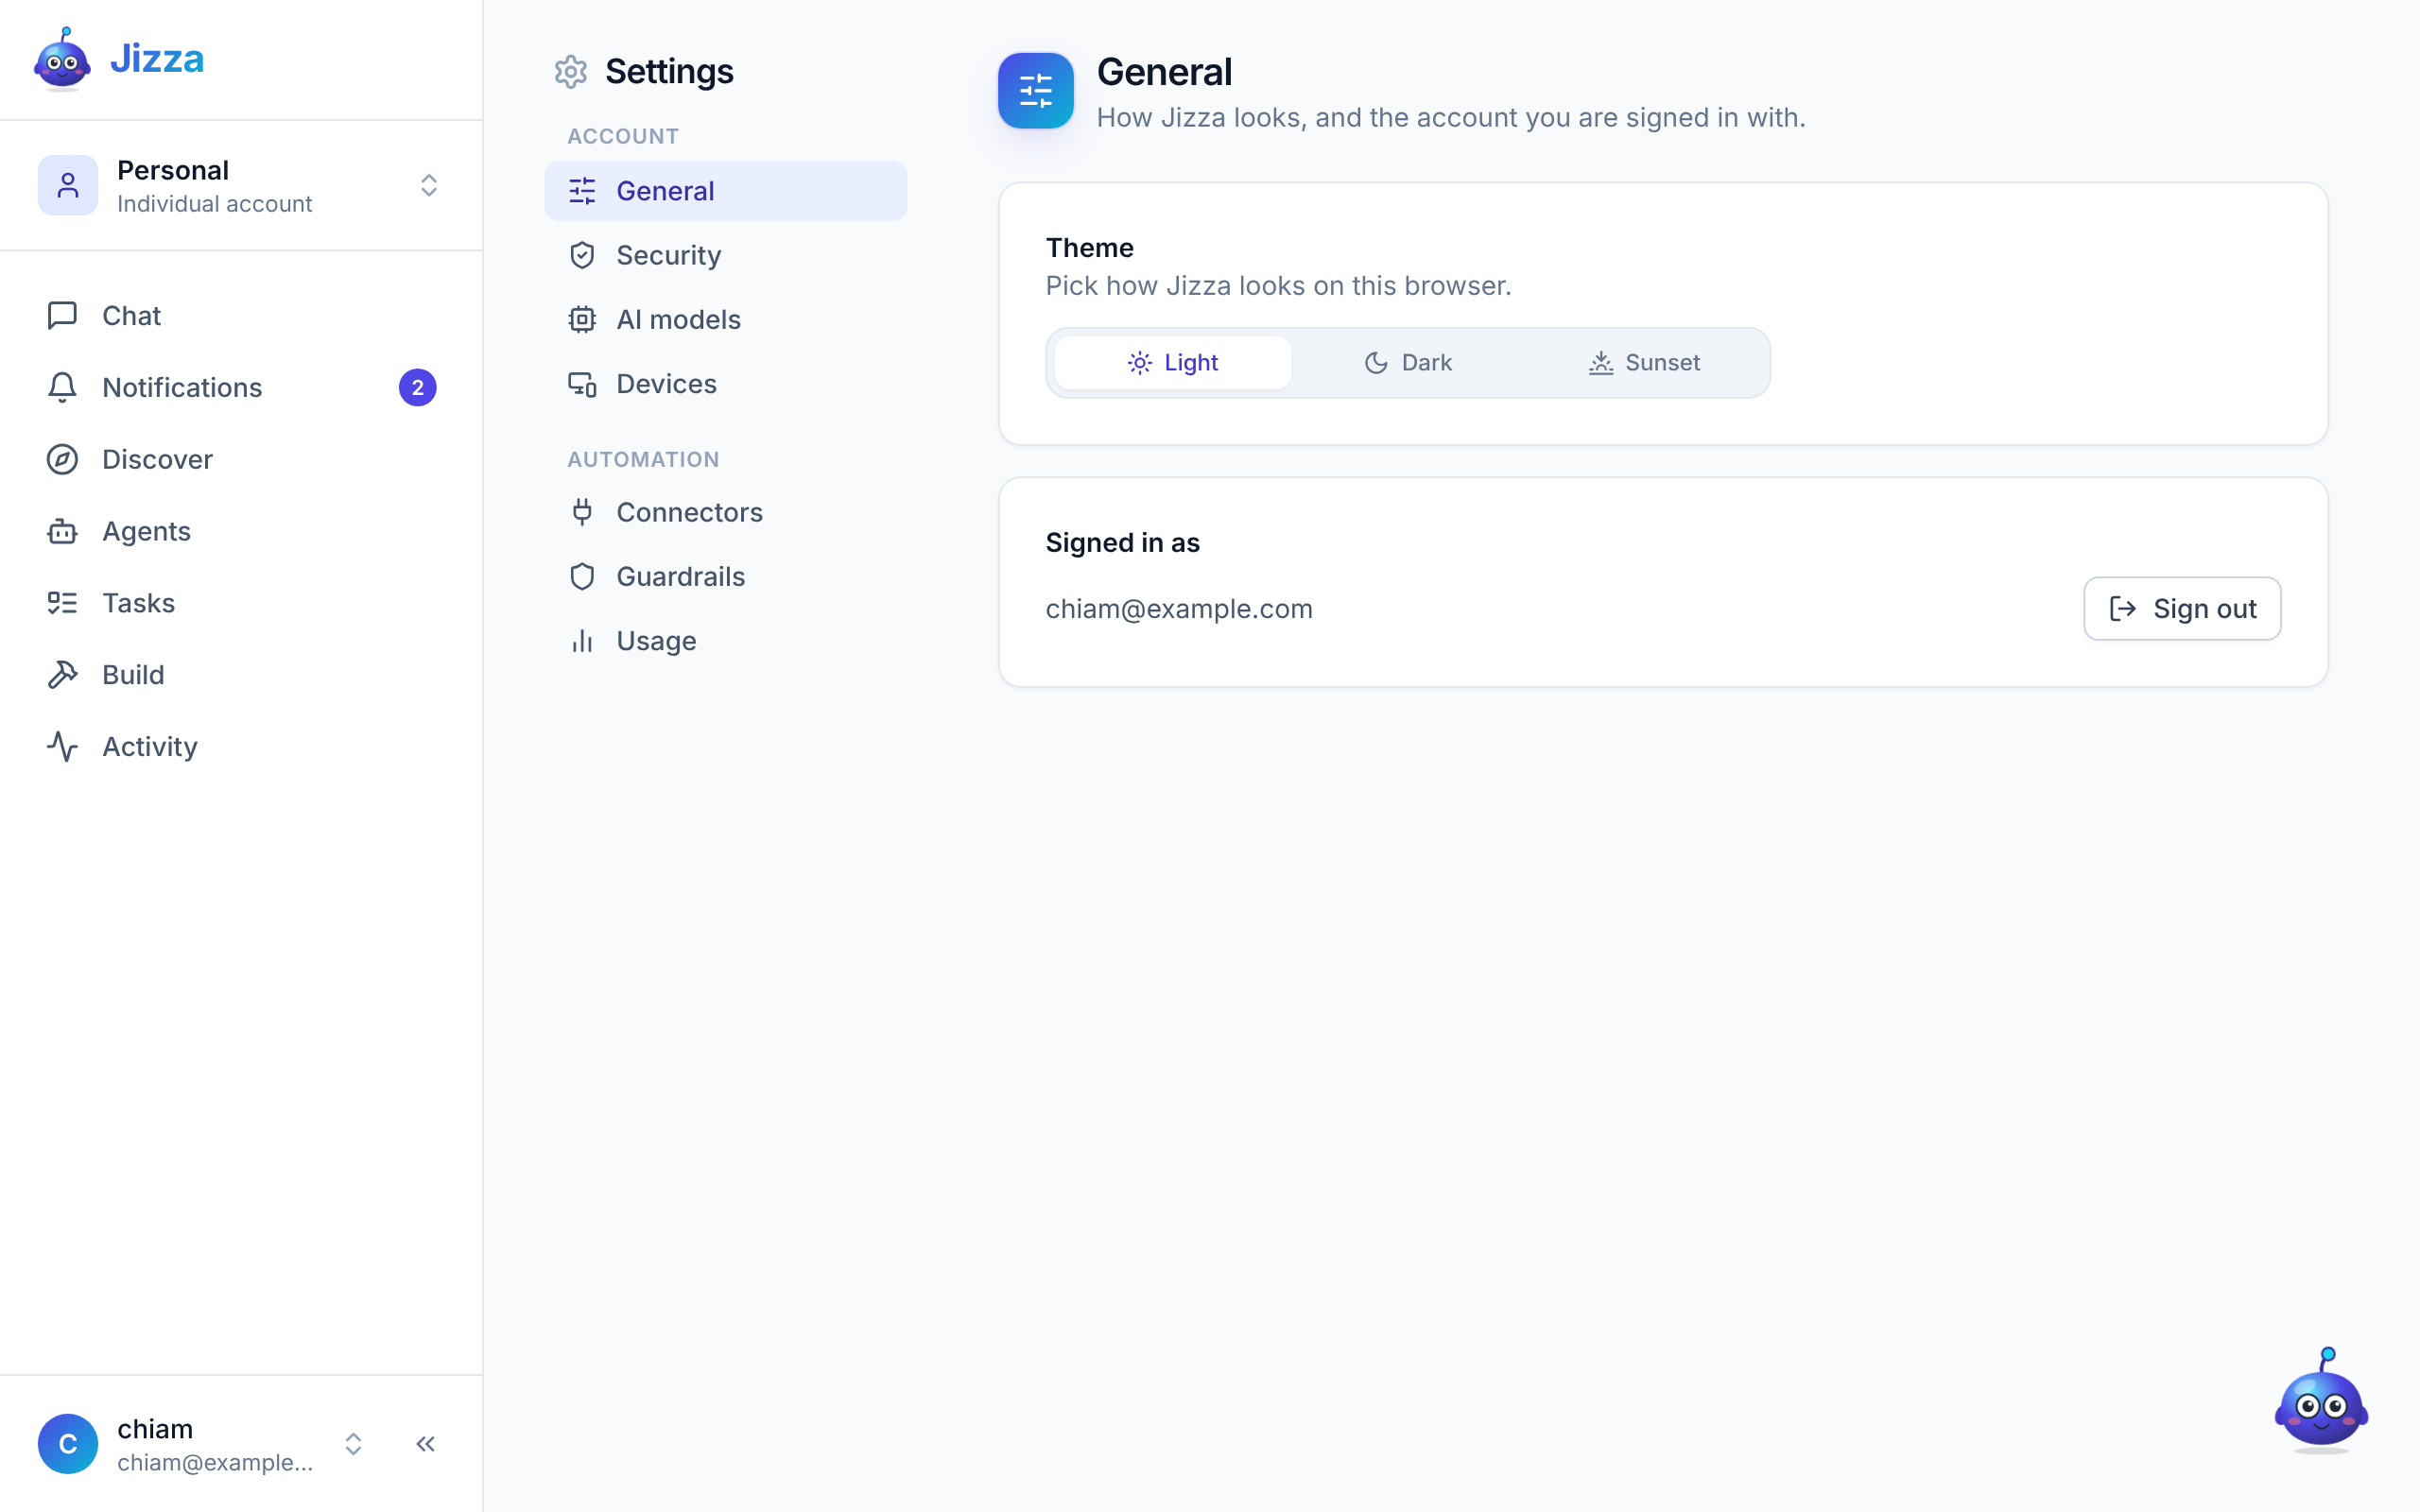 Jizza
Personal
Individual account
Chat
Notifications
2
Discover
Agents
Tasks
Build
Activity
C
chiam
chiam@example...
Settings
ACCOUNT
General
Security
AI models
Devices
AUTOMATION
Connectors
Guardrails
Usage
General
How Jizza looks, and the account you are signed in with.
Theme
Pick how Jizza looks on this browser.
Light
Dark
Sunset
Signed in as
chiam@example.com
Sign out